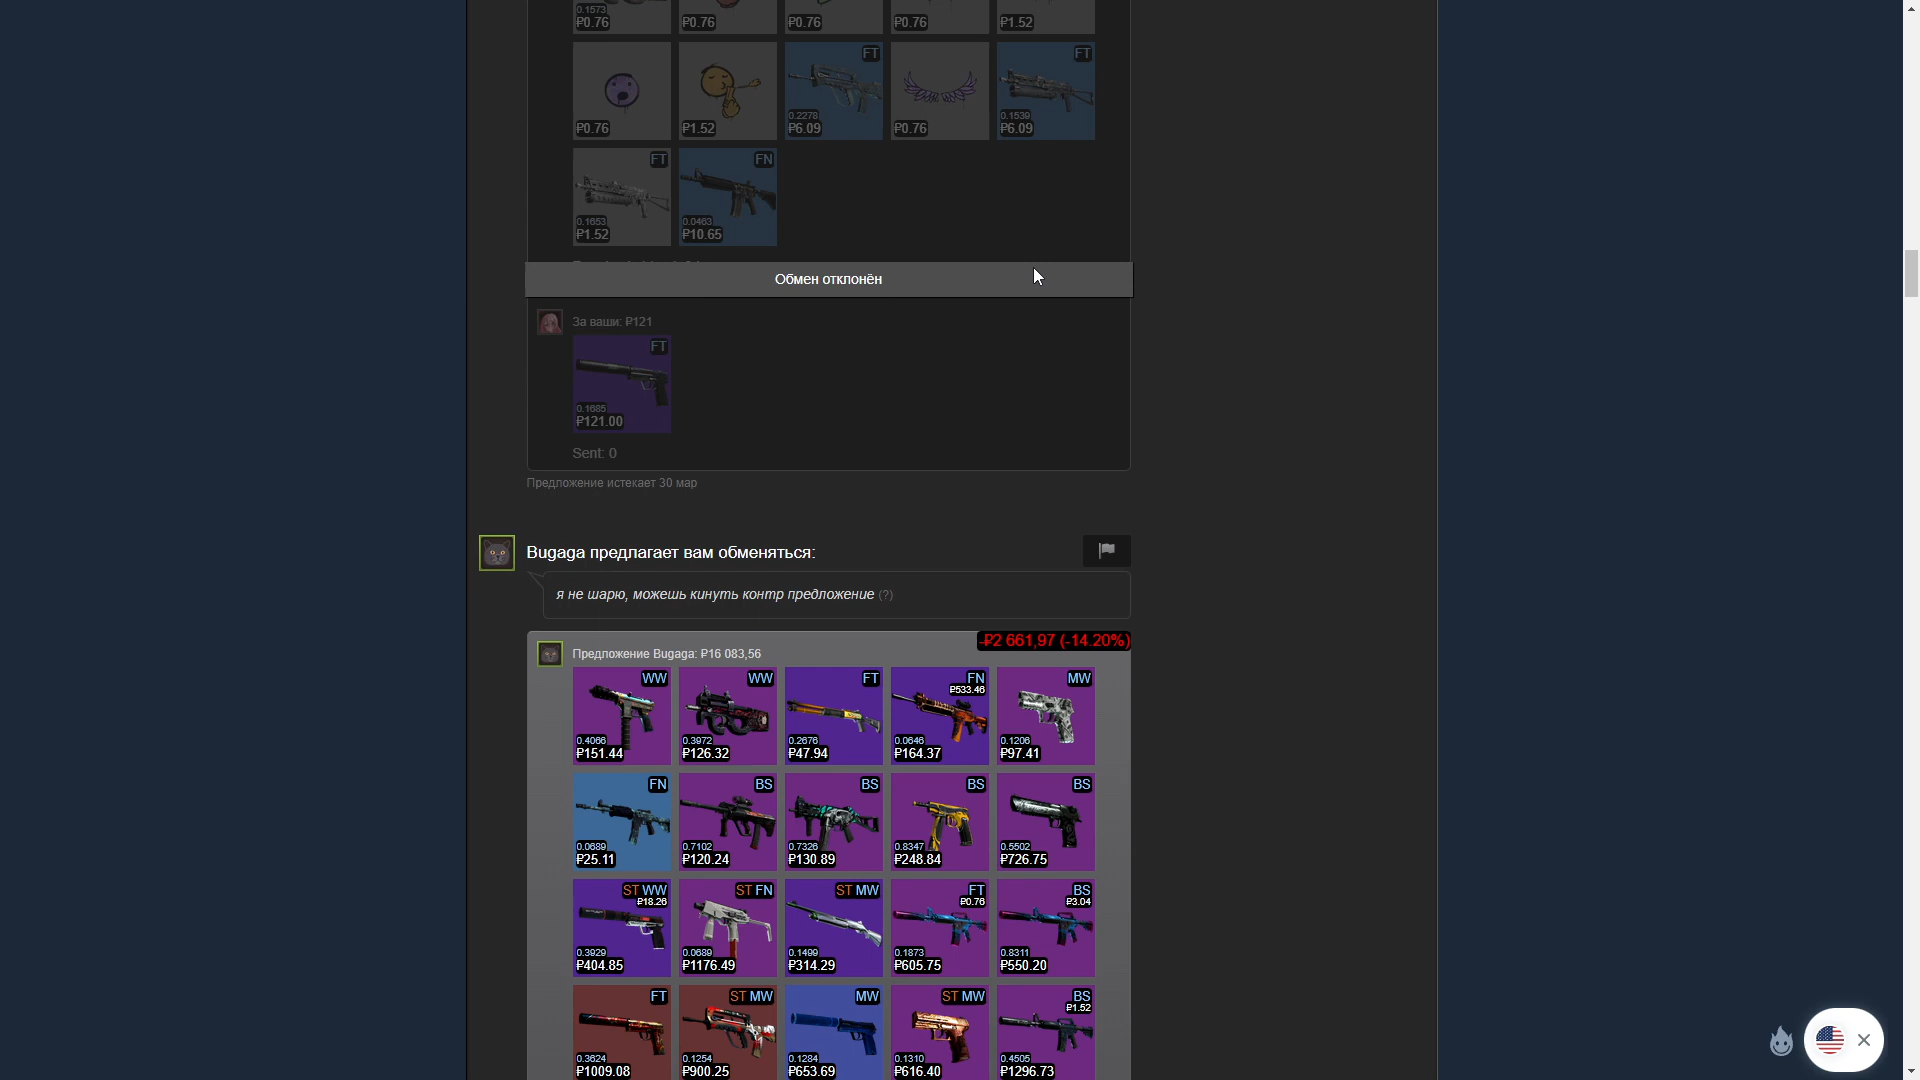 0.1573
₽0.76
₽0.76
₽0.76
₽0.76
₽1.52
FT
FT
₽0.76
₽1.52
0.2278
₽6.09
₽0.76
0.1539
₽6.09
FT
FN
0.1653
₽1.52
0.0463
₽10.65
Обмен отклонён
За ваши: ₽121
FT
0.1685
₽121.00
Sent: 0
Предложение истекает 30 мар
Bugaga предлагает вам обменяться:
я не шарю, можешь кинуть контр предложение (?)
-₽2 661,97 (-14.20%)
Предложение Bugaga: ₽16 083,56
WW
WW
FT
FN
₽533.46
MW
0.4066
₽151.44
0.3972
₽126.32
0.2676
₽47.94
0.0646
₽164.37
0.1206
₽97.41
FN
BS
BS
BS
BS
0.0689
₽25.11
0.7102
₽120.24
0.7326
₽130.89
0.8347
₽248.84
0.5502
₽726.75
ST WW
₽18.26
ST FN
ST MW
FT
₽0.76
BS
₽3.04
0.3929
₽404.85
0.0689
₽1176.49
0.1499
₽314.29
0.1873
₽605.75
0.8311
₽550.20
FT
ST MW
MW
ST MW
BS
₽1.52
0.3624
₽1009.08
0.1254
₽900.25
0.1284
₽653.69
0.1310
₽616.40
0.4505
₽1296.73